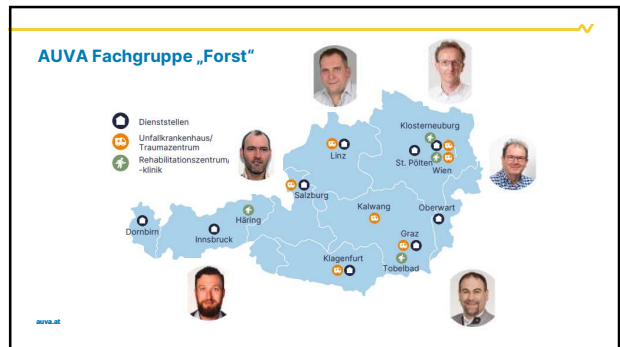 AUVA Fachgruppe „Forst“
Dienststellen
Unfallkrankenhaus/
Traumazentrum
Rehabilitationszentrum,
-klinik
Klosterneuburg
Linz
St. Pölten
Wien
Salzburg
Kalwang
Oberwart
Häring
Dornbirn
Innsbruck
Graz
Klagenfurt
Tobelbad
auva.at